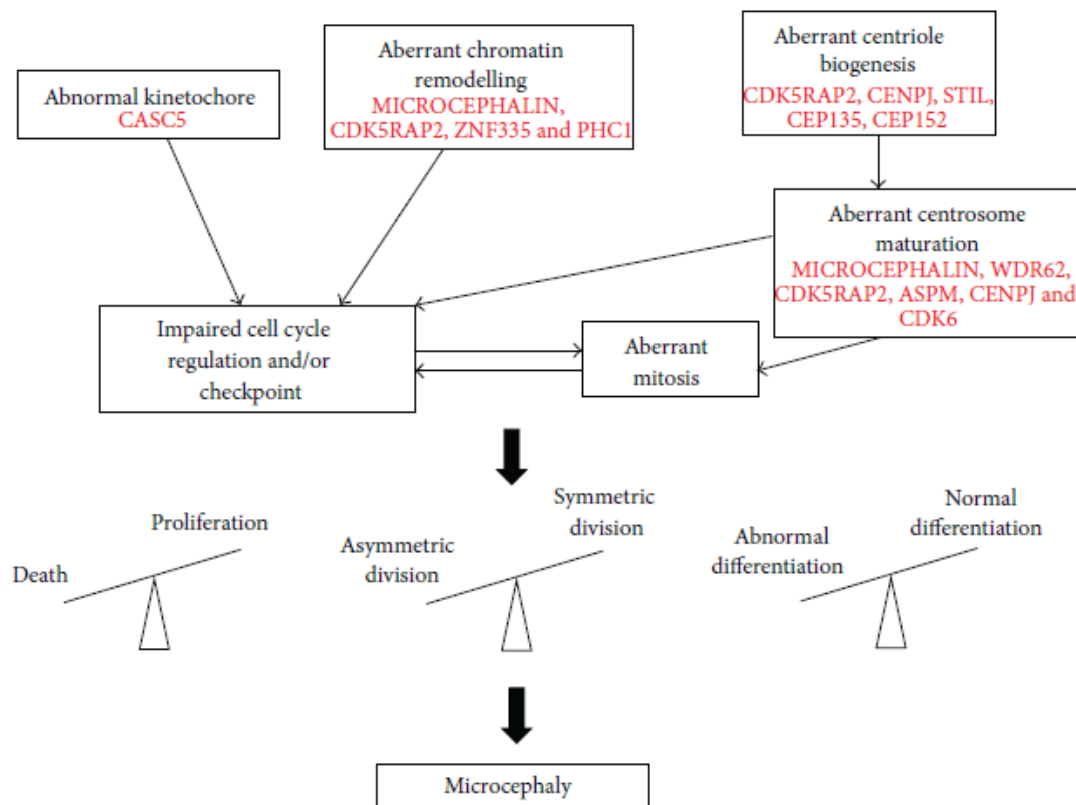 Abnormal kinetochore
CASC5
Aberrant chromatin
remodelling
MICROCEPHALIN,
CDK5RAP2, ZNF335 and PHC1
Aberrant centriole
biogenesis
CDK5RAP2, CENPJ, STIL,
CEP135, CEP152
Aberrant centrosome
maturation
MICROCEPHALIN, WDR62,
CDK5RAP2, ASPM, CENPJ and
CDK6
Impaired cell cycle
regulation and/or
checkpoint
Aberrant
mitosis
Death
Proliferation
Asymmetric
division
Symmetric
division
Abnormal
differentiation
Normal
differentiation
Microcephaly